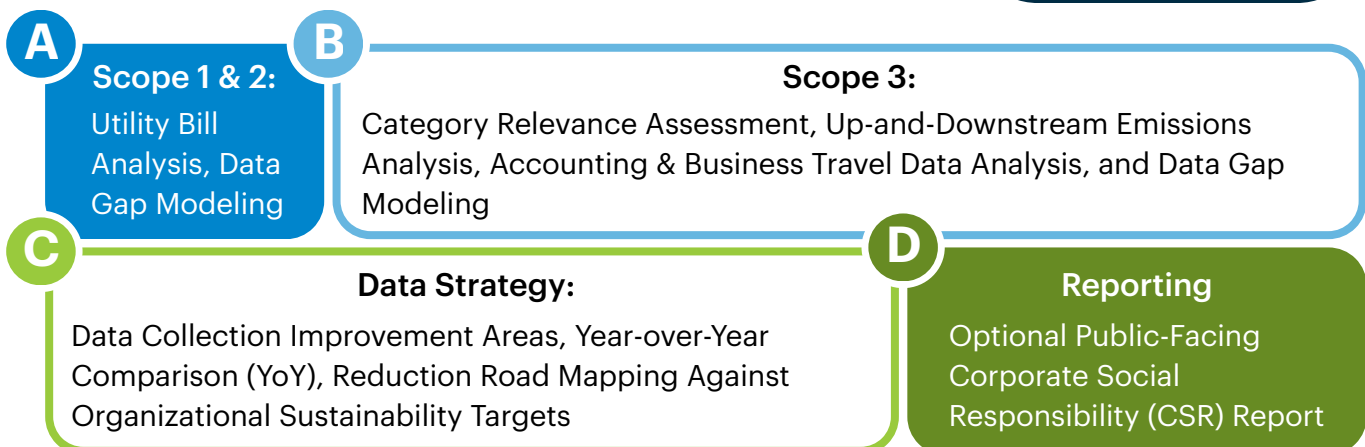 A
Scope 1 & 2:
Utility Bill
Analysis, Data
Gap Modeling
B
Scope 3:
Category Relevance Assessment, Up-and-Downstream Emissions
Analysis, Accounting & Business Travel Data Analysis, and Data Gap
Modeling
C
Data Strategy:
Data Collection Improvement Areas, Year-over-Year
Comparison (YoY), Reduction Road Mapping Against
Organizational Sustainability Targets
D
Reporting
Optional Public-Facing
Corporate Social
Responsibility (CSR) Report